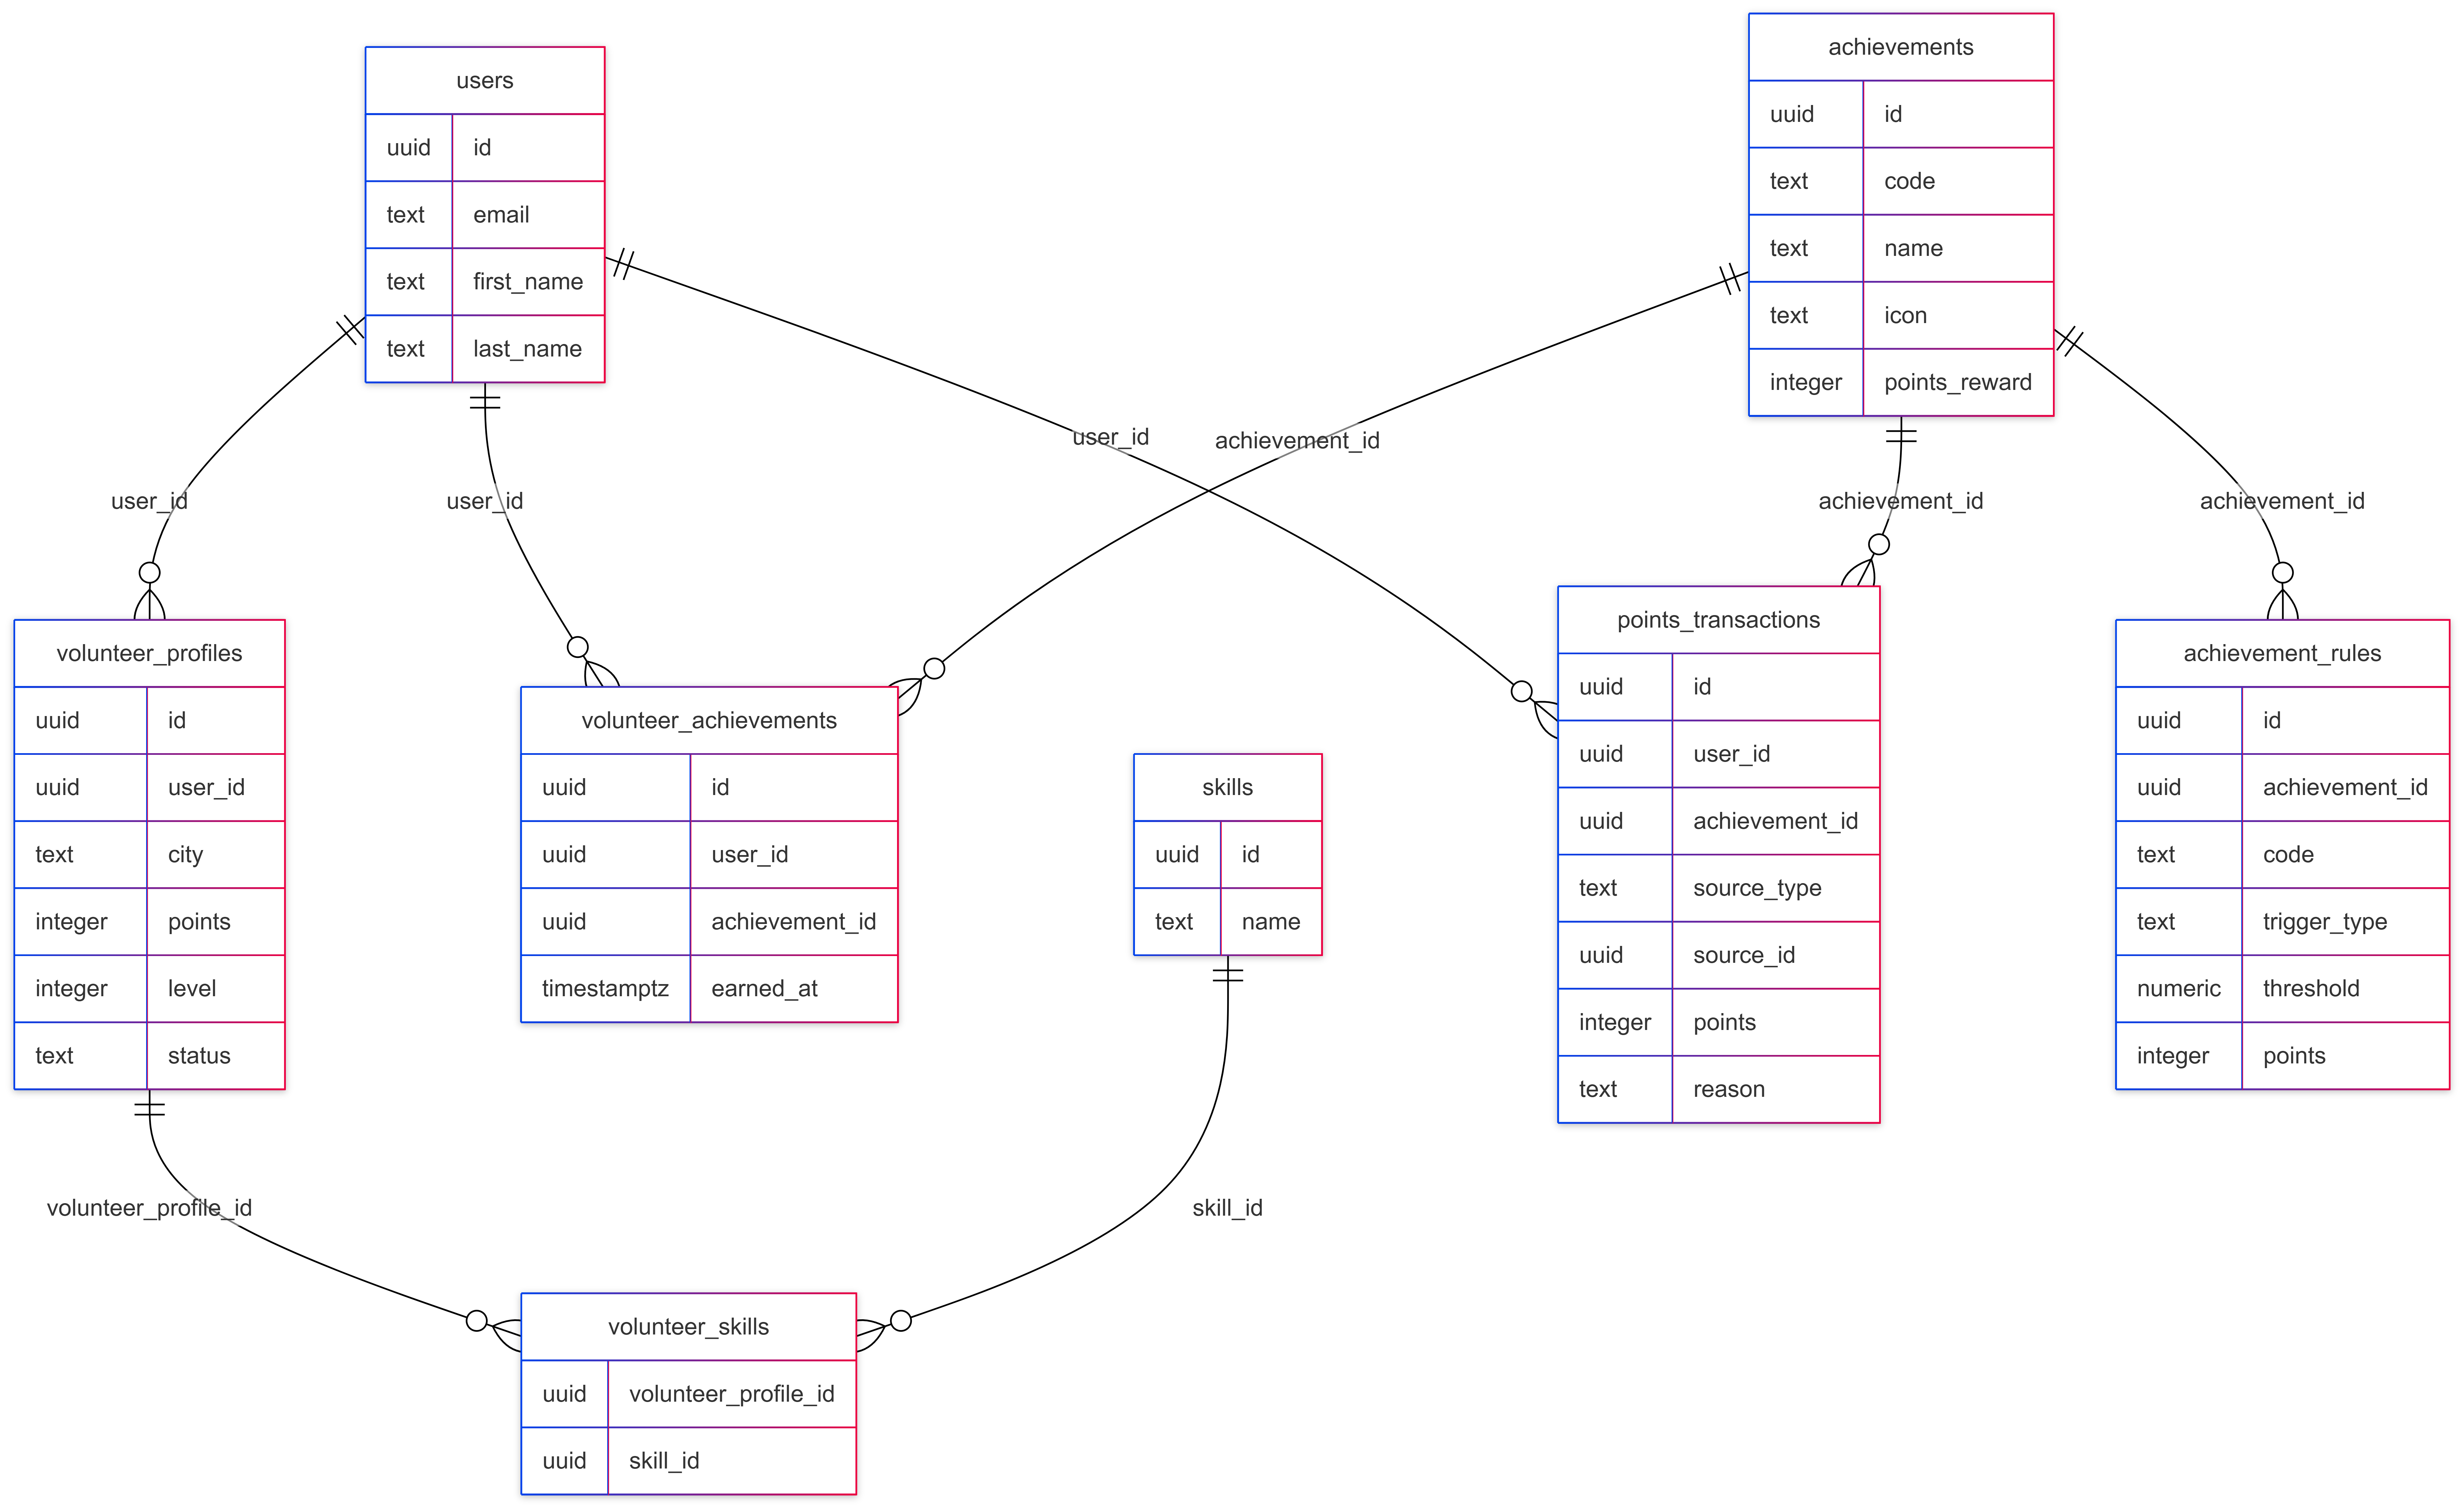 users
uuid id
text email
text first_name
text last_name
achievements
uuid id
text code
text name
text icon
integer points_reward
user_id
user_id
user_id
achievement_id
achievement_id
achievement_id
volunteer_profiles
uuid id
uuid user_id
text city
integer points
integer level
text status
volunteer_achievements
uuid id
uuid user_id
uuid achievement_id
timestamptz earned_at
skills
uuid id
text name
points_transactions
uuid id
uuid user_id
uuid achievement_id
text source_type
uuid source_id
integer points
text reason
achievement_rules
uuid id
uuid achievement_id
text code
text trigger_type
numeric threshold
integer points
volunteer_profile_id
skill_id
volunteer_skills
uuid volunteer_profile_id
uuid skill_id